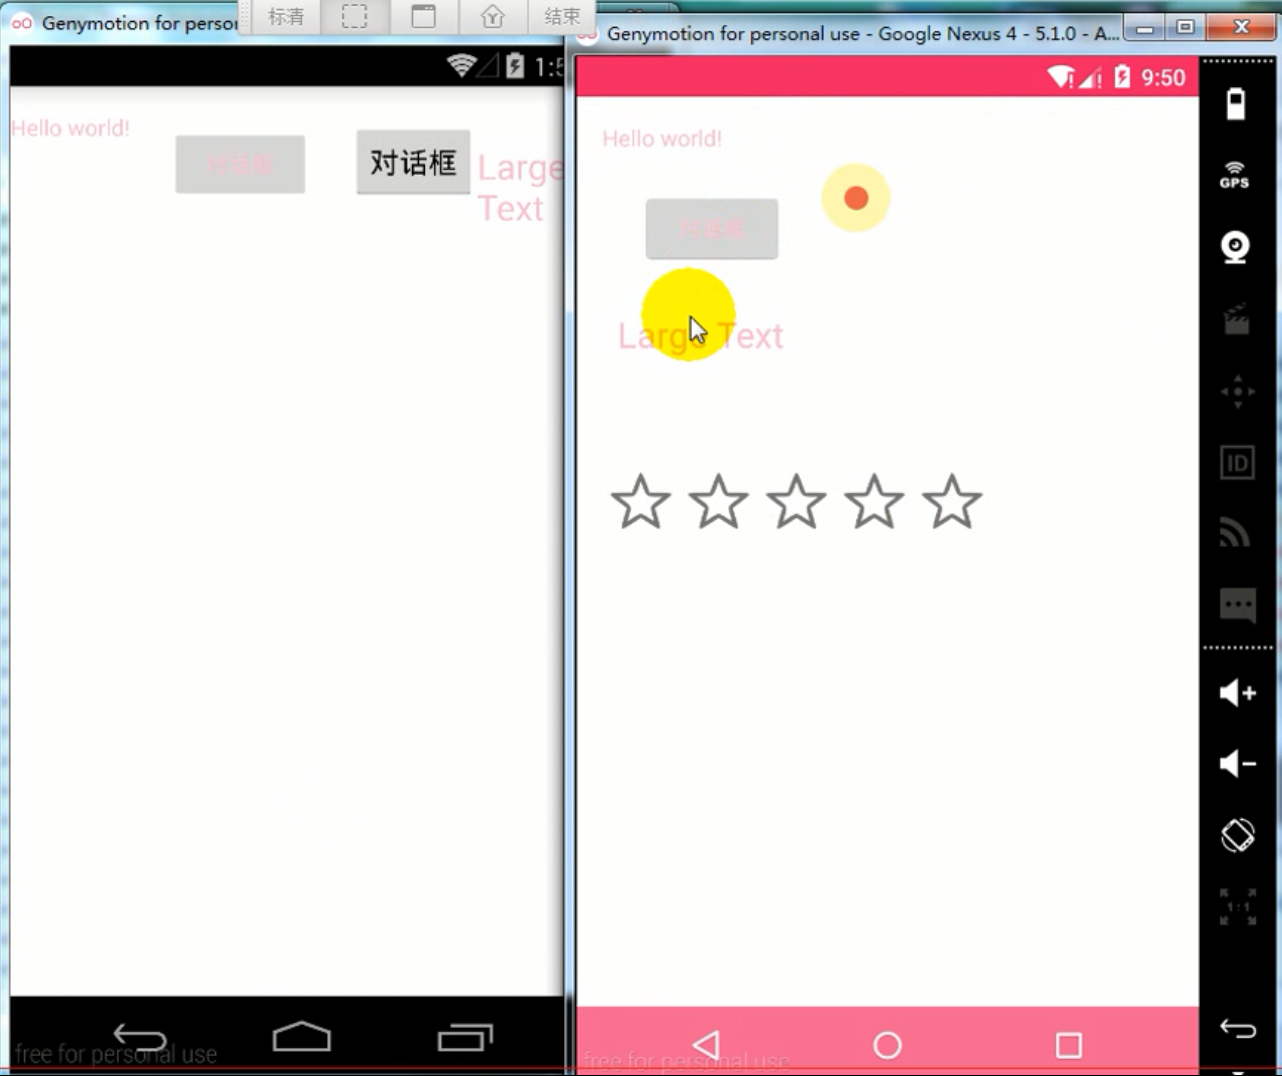 Genymotion for perso
标清
结束
Genymotion for personal use - Google Nexus 4 - 5.1.0 - A...
1:5
9:50
Hello world!
对话框
对话框
Large
Text
Hello world!
对话框
Large Text
GPS
ID
1:1
free for personal use
free for personal use